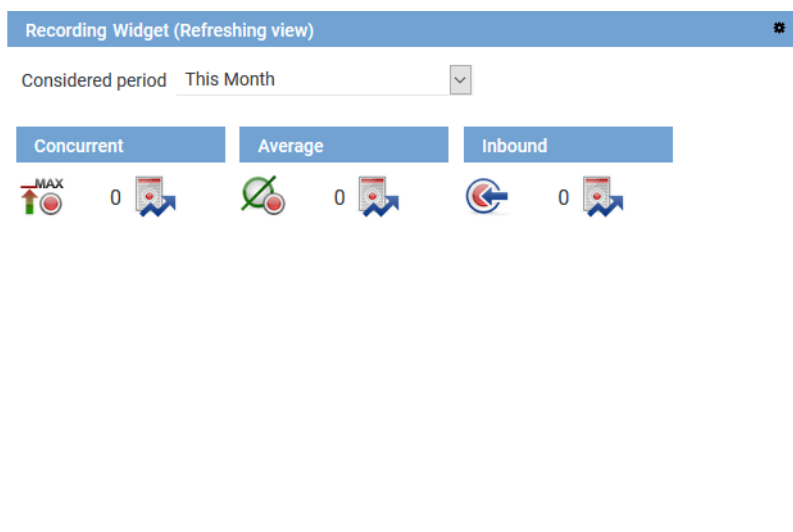 Recording Widget (Refreshing view)
Considered period This Month
Concurrent Average Inbound
MAX 0 0 0